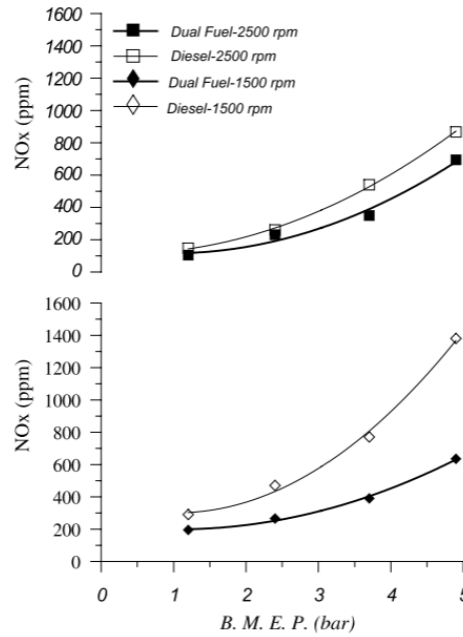 1600
1400
1200
1000
800
600
400
200
0
NOx (ppm)
Dual Fuel-2500 rpm
Diesel-2500 rpm
Dual Fuel-1500 rpm
Diesel-1500 rpm
1600
1400
1200
1000
800
600
400
200
0
NOx (ppm)
0 1 2 3 4 5
B. M. E. P. (bar)